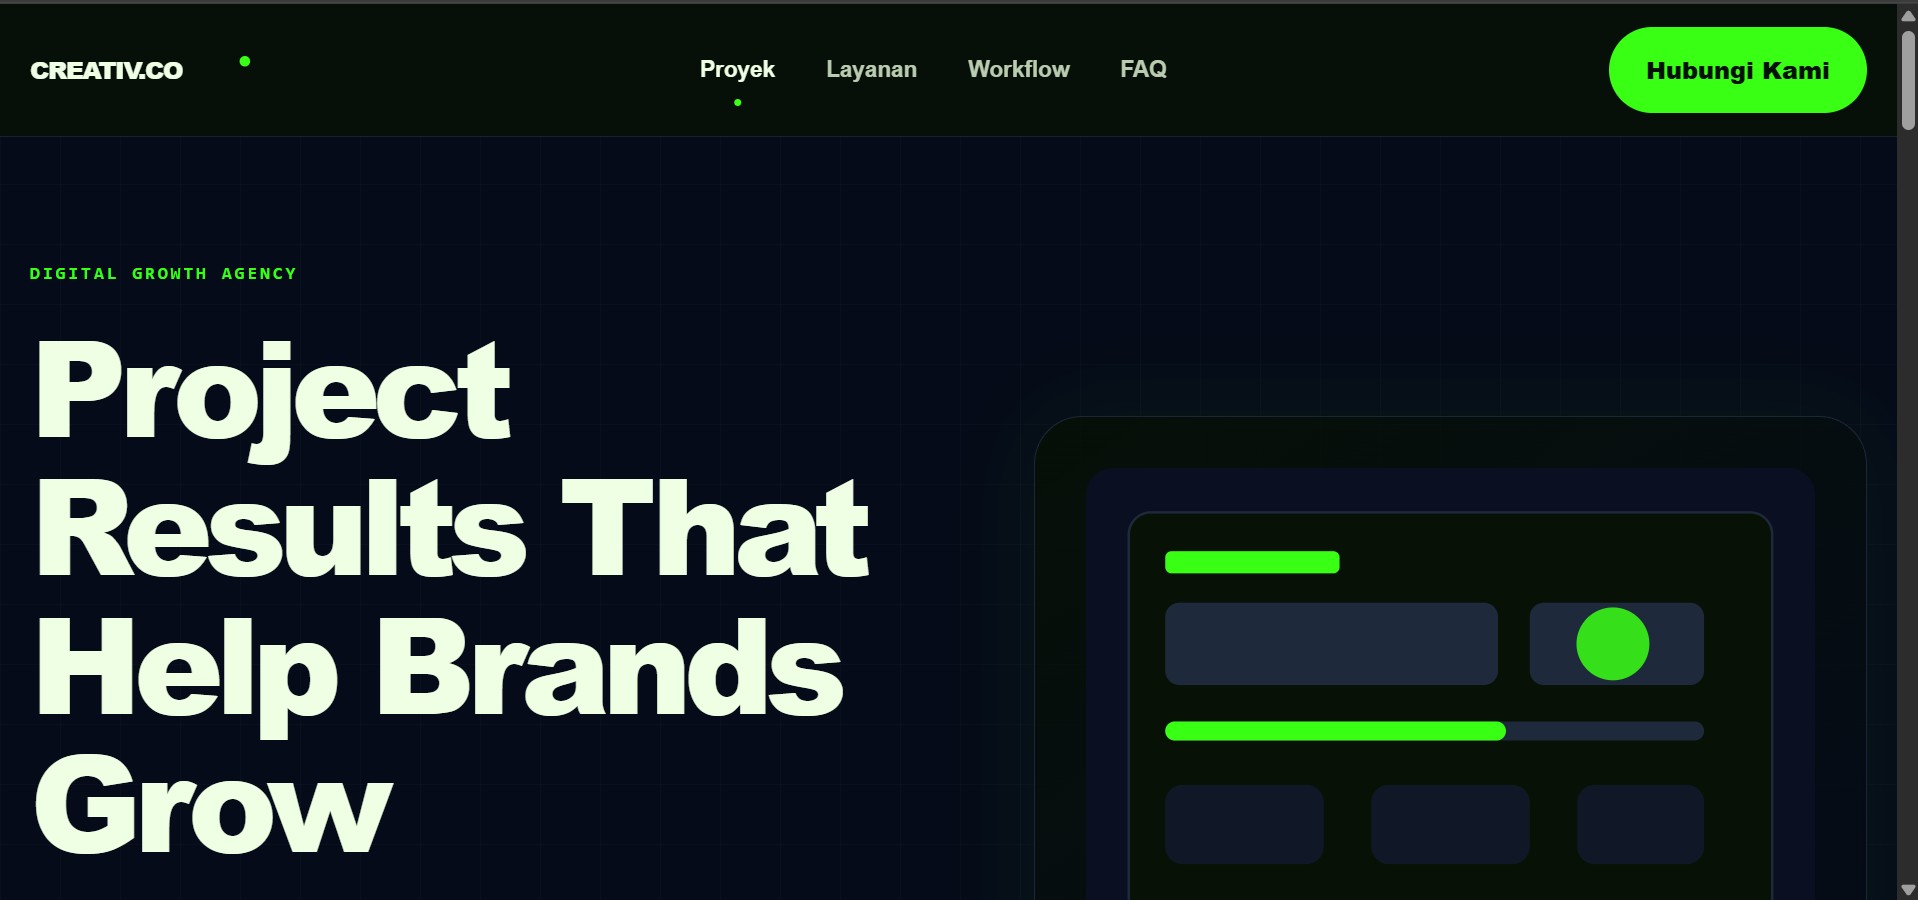 CREATIV.CO
Proyek
Layanan
Workflow
FAQ
Hubungi Kami
DIGITAL GROWTH AGENCY
Project
Results That
Help Brands
Grow